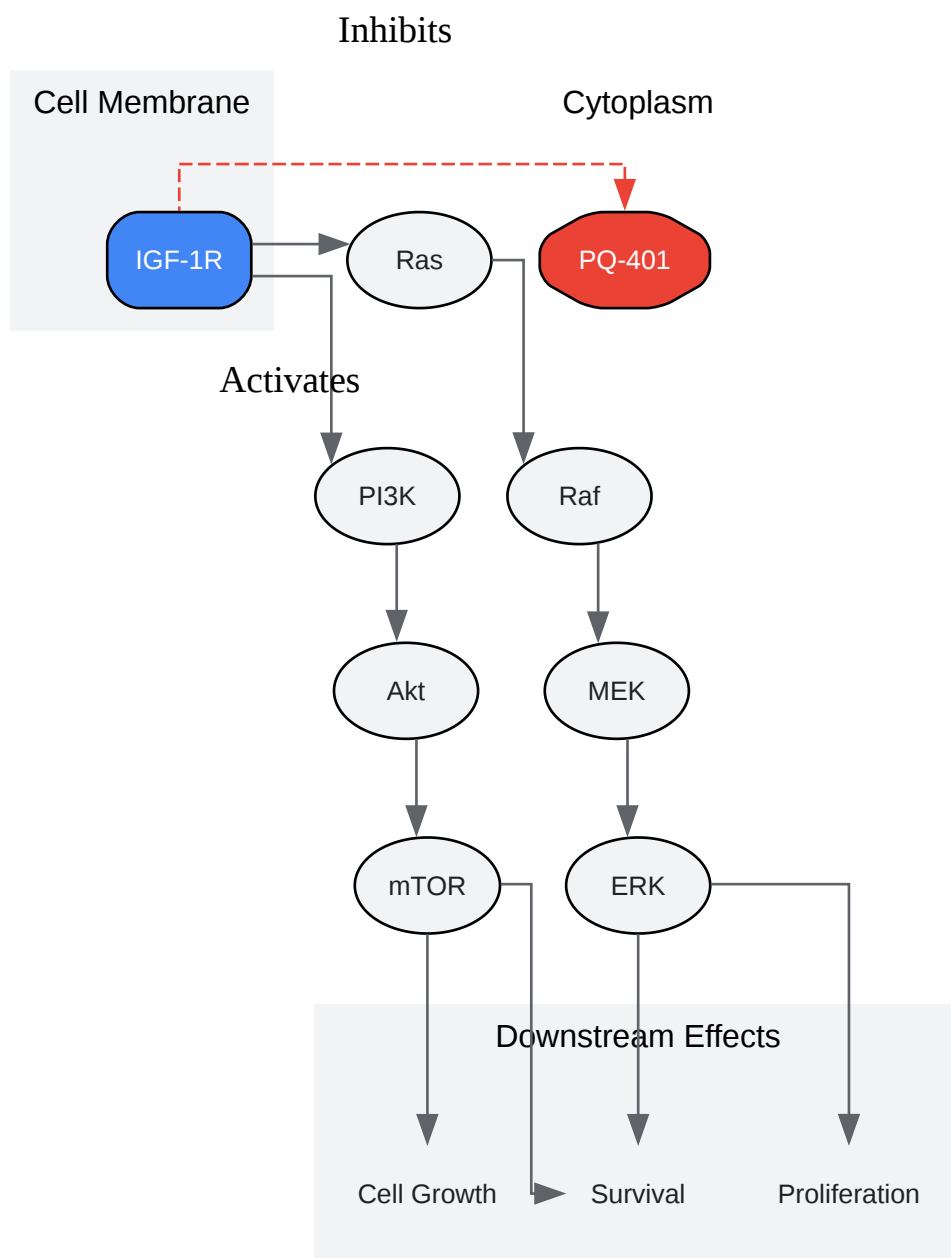 Inhibits
Cell Membrane
Cytoplasm
IGF-1R
Ras
PQ-401
Activates
PI3K
Raf
Akt
MEK
mTOR
ERK
Downstream Effects
Cell Growth
Survival
Proliferation